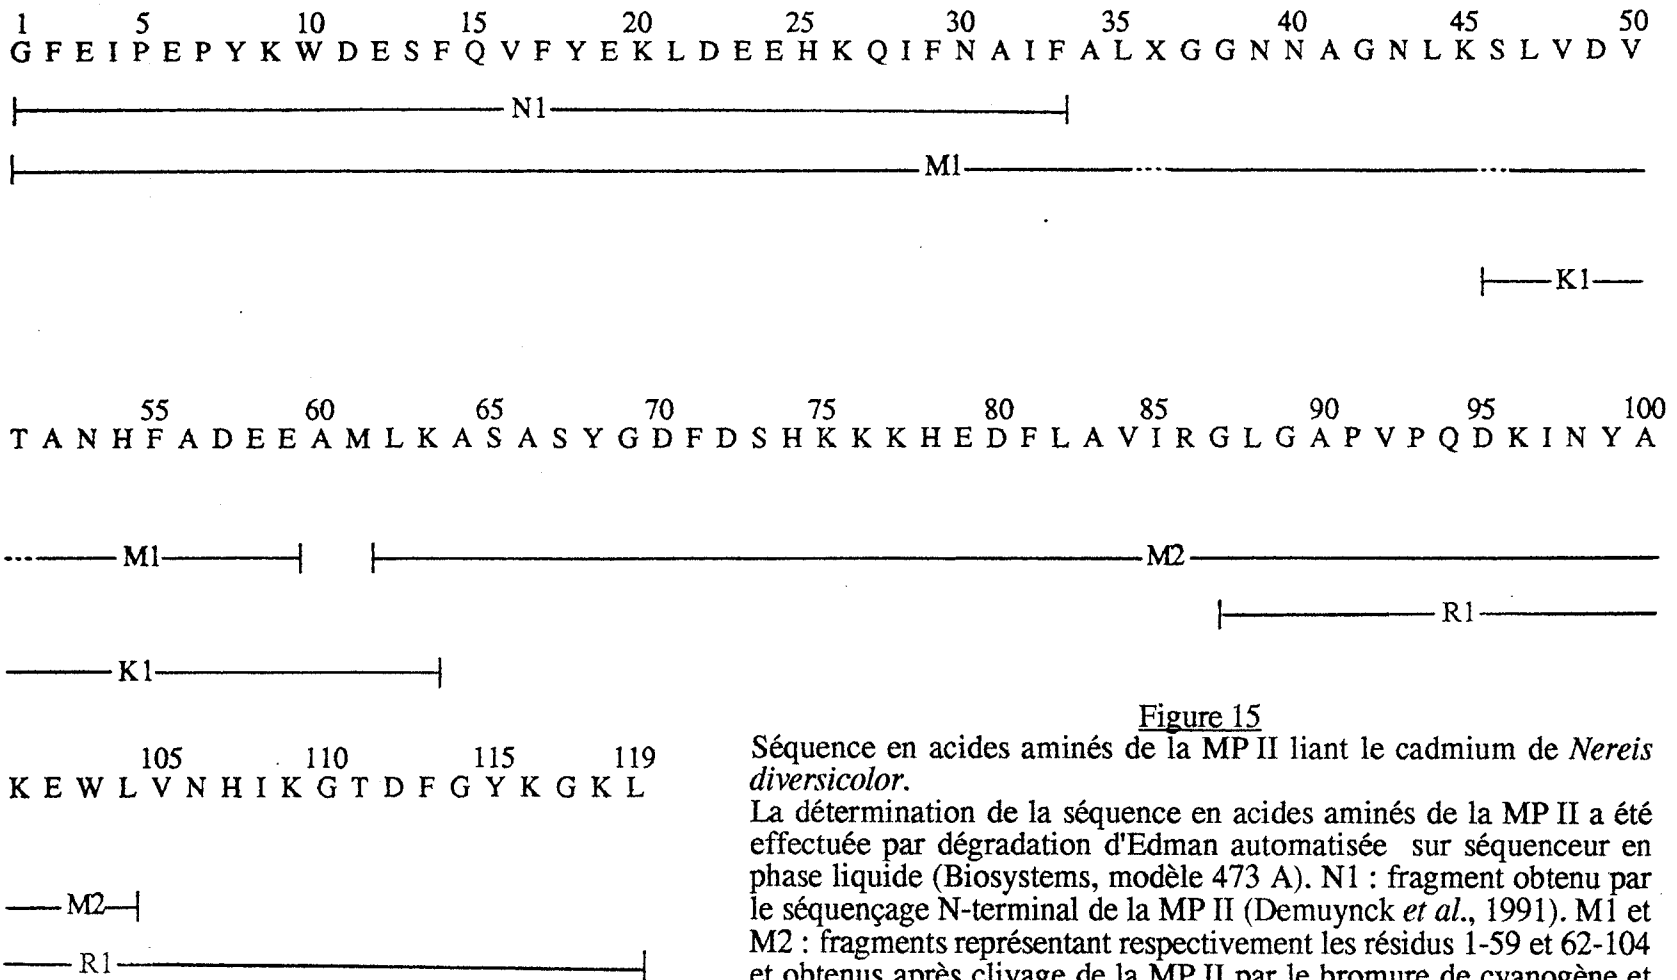 1 5 10 15 20 25 30 35 40 45 50
G F E I P E P Y K W D E S F Q V F Y E K L D E E H K Q I F N A I F A L X G G N N A G N L K S L V D V
N1
M1
K1
55 60 65 70 75 80 85 90 95 100
T A N H F A D E E A M L K A S A S Y G D F D S H K K K H E D F L A V I R G L G A P V P Q D K I N Y A
M1 M2
R1
K1
105 110 115 119
K E W L V N H I K G T D F G Y K G K L
M2
R1
Figure 15
Séquence en acides aminés de la MP II liant le cadmium de Nereis
diversicolor.
La détermination de la séquence en acides aminés de la MP II a été
effectuée par dégradation d'Edman automatisée sur séquenceur en
phase liquide (Biosystems, modèle 473 A). N1 : fragment obtenu par
le séquençage N-terminal de la MP II (Demuynck et al., 1991). M1 et
M2 : fragments représentant respectivement les résidus 1-59 et 62-104
et obtenus après clivage de la MP II par le bromure de cyanogène et